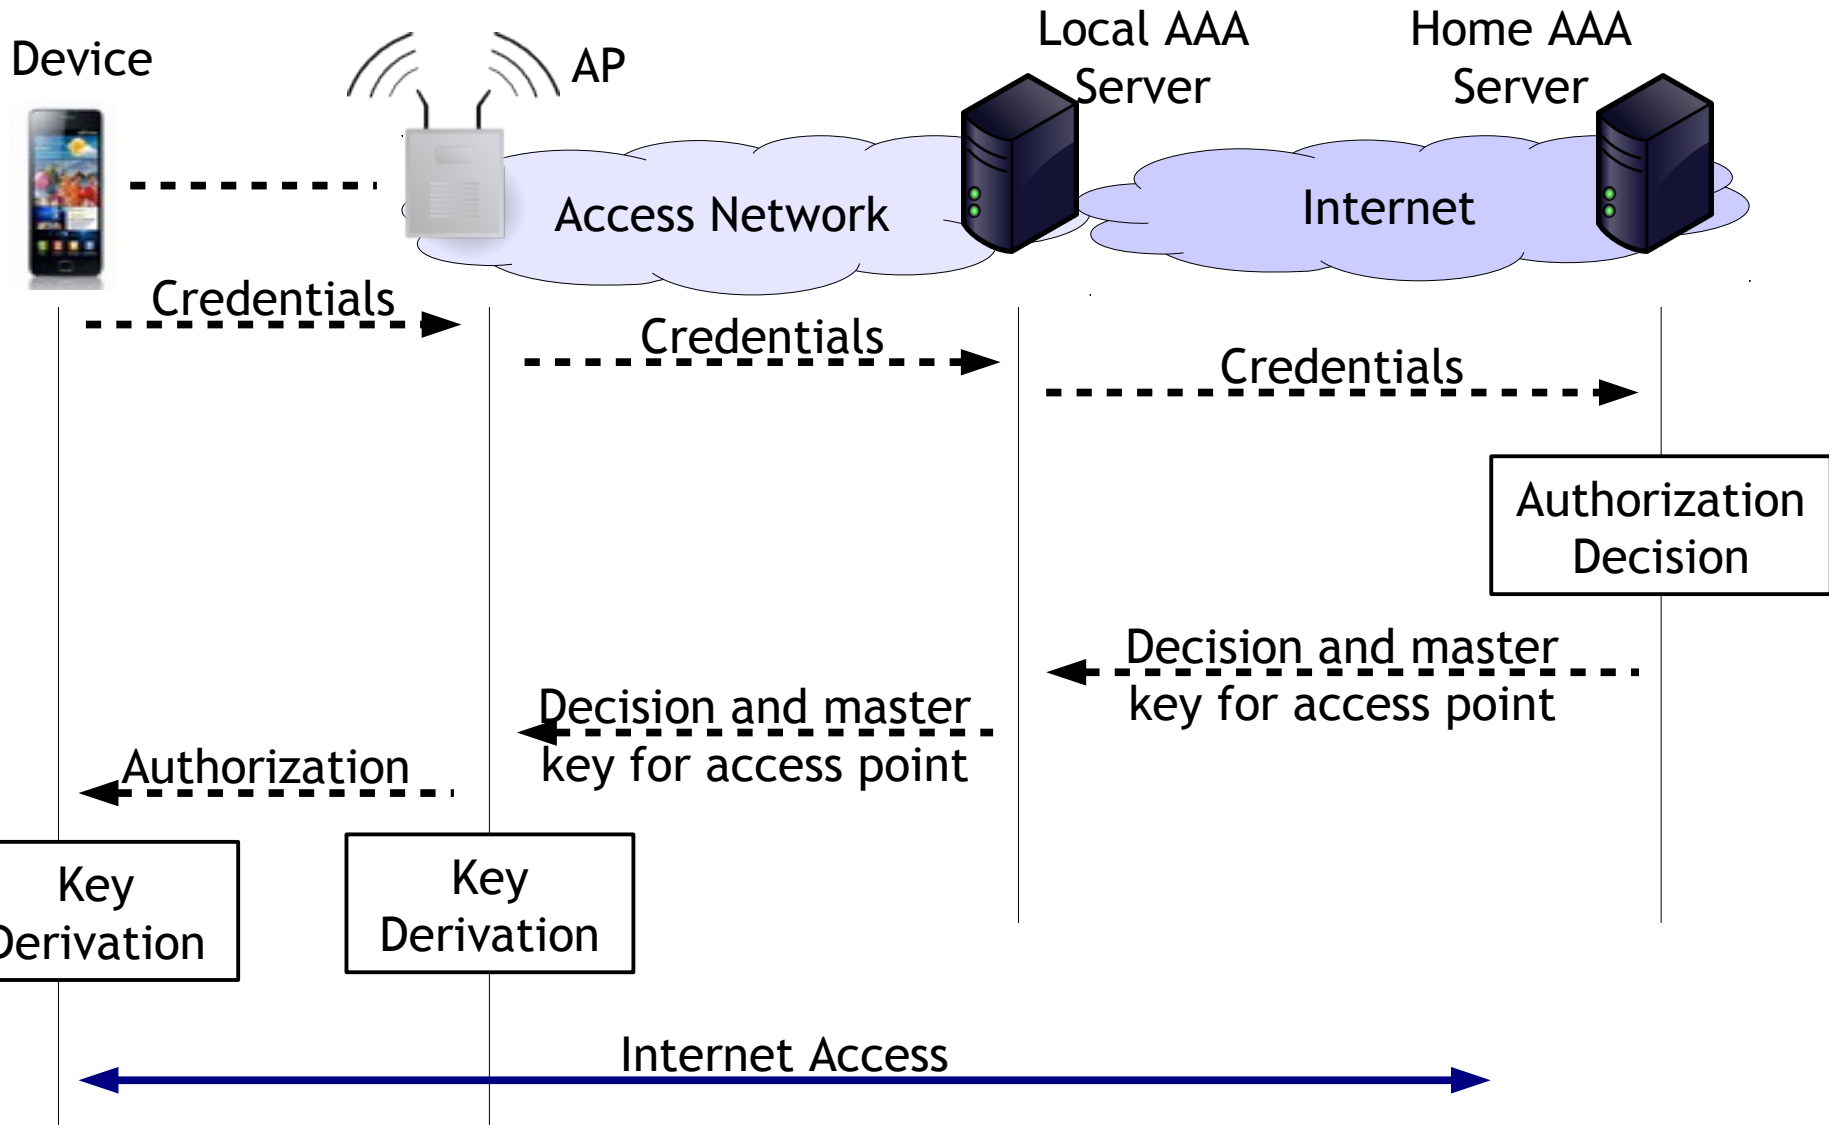 Device
AP
Local AAA
Server
Home AAA
Server
Access Network
Internet
Credentials
Credentials
Credentials
Authorization
Decision
Decision and master
key for access point
Decision and master
key for access point
Authorization
Key
Derivation
Key
Derivation
Internet Access